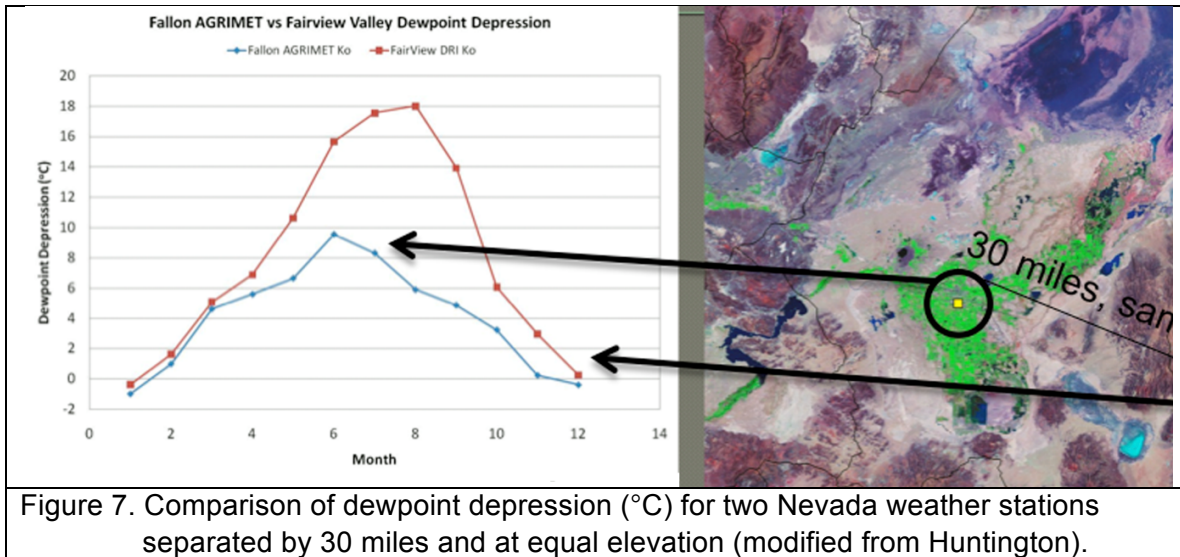 Fallon AGRIMET vs Fairview Valley Dewpoint Depression
Fallon AGRIMET Ko FairView DRI Ko
20
18
16
14
12
10
8
6
4
2
0
-2
Dewpoint Depression (°C)
0 2 4 6 8 10 12 14
Month
30 miles, sam
Figure 7. Comparison of dewpoint depression (°C) for two Nevada weather stations
separated by 30 miles and at equal elevation (modified from Huntington).